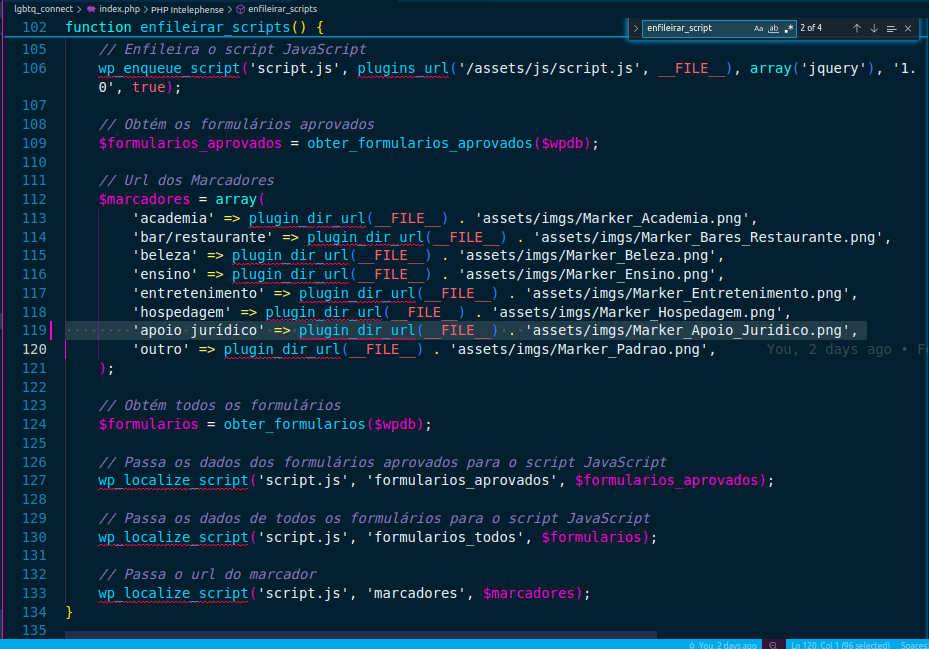 lgbtq_connect > index.php > PHP Intelephense > enfileirar_scripts
102 function enfileirar_scripts() {
> enfileirar_script Aa ab .* 2 of 4
105 // Enfileira o script JavaScript
106 wp_enqueue_script('script.js', plugins_url('/assets/js/script.js', __FILE__), array('jquery'), '1.
0', true);
107
108 // Obtém os formulários aprovados
109 $formularios_aprovados = obter_formularios_aprovados($wpdb);
110
111 // Url dos Marcadores
112 $marcadores = array(
113 'academia' => plugin_dir_url(__FILE__) . 'assets/imgs/Marker_Academia.png',
114 'bar/restaurante' => plugin_dir_url(__FILE__) . 'assets/imgs/Marker_Bares_Restaurante.png',
115 'beleza' => plugin_dir_url(__FILE__) . 'assets/imgs/Marker_Beleza.png',
116 'ensino' => plugin_dir_url(__FILE__) . 'assets/imgs/Marker_Ensino.png',
117 'entretenimento' => plugin_dir_url(__FILE__) . 'assets/imgs/Marker_Entretenimento.png',
118 'hospedagem' => plugin_dir_url(__FILE__) . 'assets/imgs/Marker_Hospedagem.png',
119 'apoio jurídico' => plugin_dir_url(__FILE__) . 'assets/imgs/Marker_Apoio_Juridico.png',
120 'outro' => plugin_dir_url(__FILE__) . 'assets/imgs/Marker_Padrao.png', You, 2 days ago • F
121 );
122
123 // Obtém todos os formulários
124 $formularios = obter_formularios($wpdb);
125
126 // Passa os dados dos formulários aprovados para o script JavaScript
127 wp_localize_script('script.js', 'formularios_aprovados', $formularios_aprovados);
128
129 // Passa os dados de todos os formulários para o script JavaScript
130 wp_localize_script('script.js', 'formularios_todos', $formularios);
131
132 // Passa o url do marcador
133 wp_localize_script('script.js', 'marcadores', $marcadores);
134 }
135
You, 2 days ago Ln 120, Col 1 (96 selected) Spaces